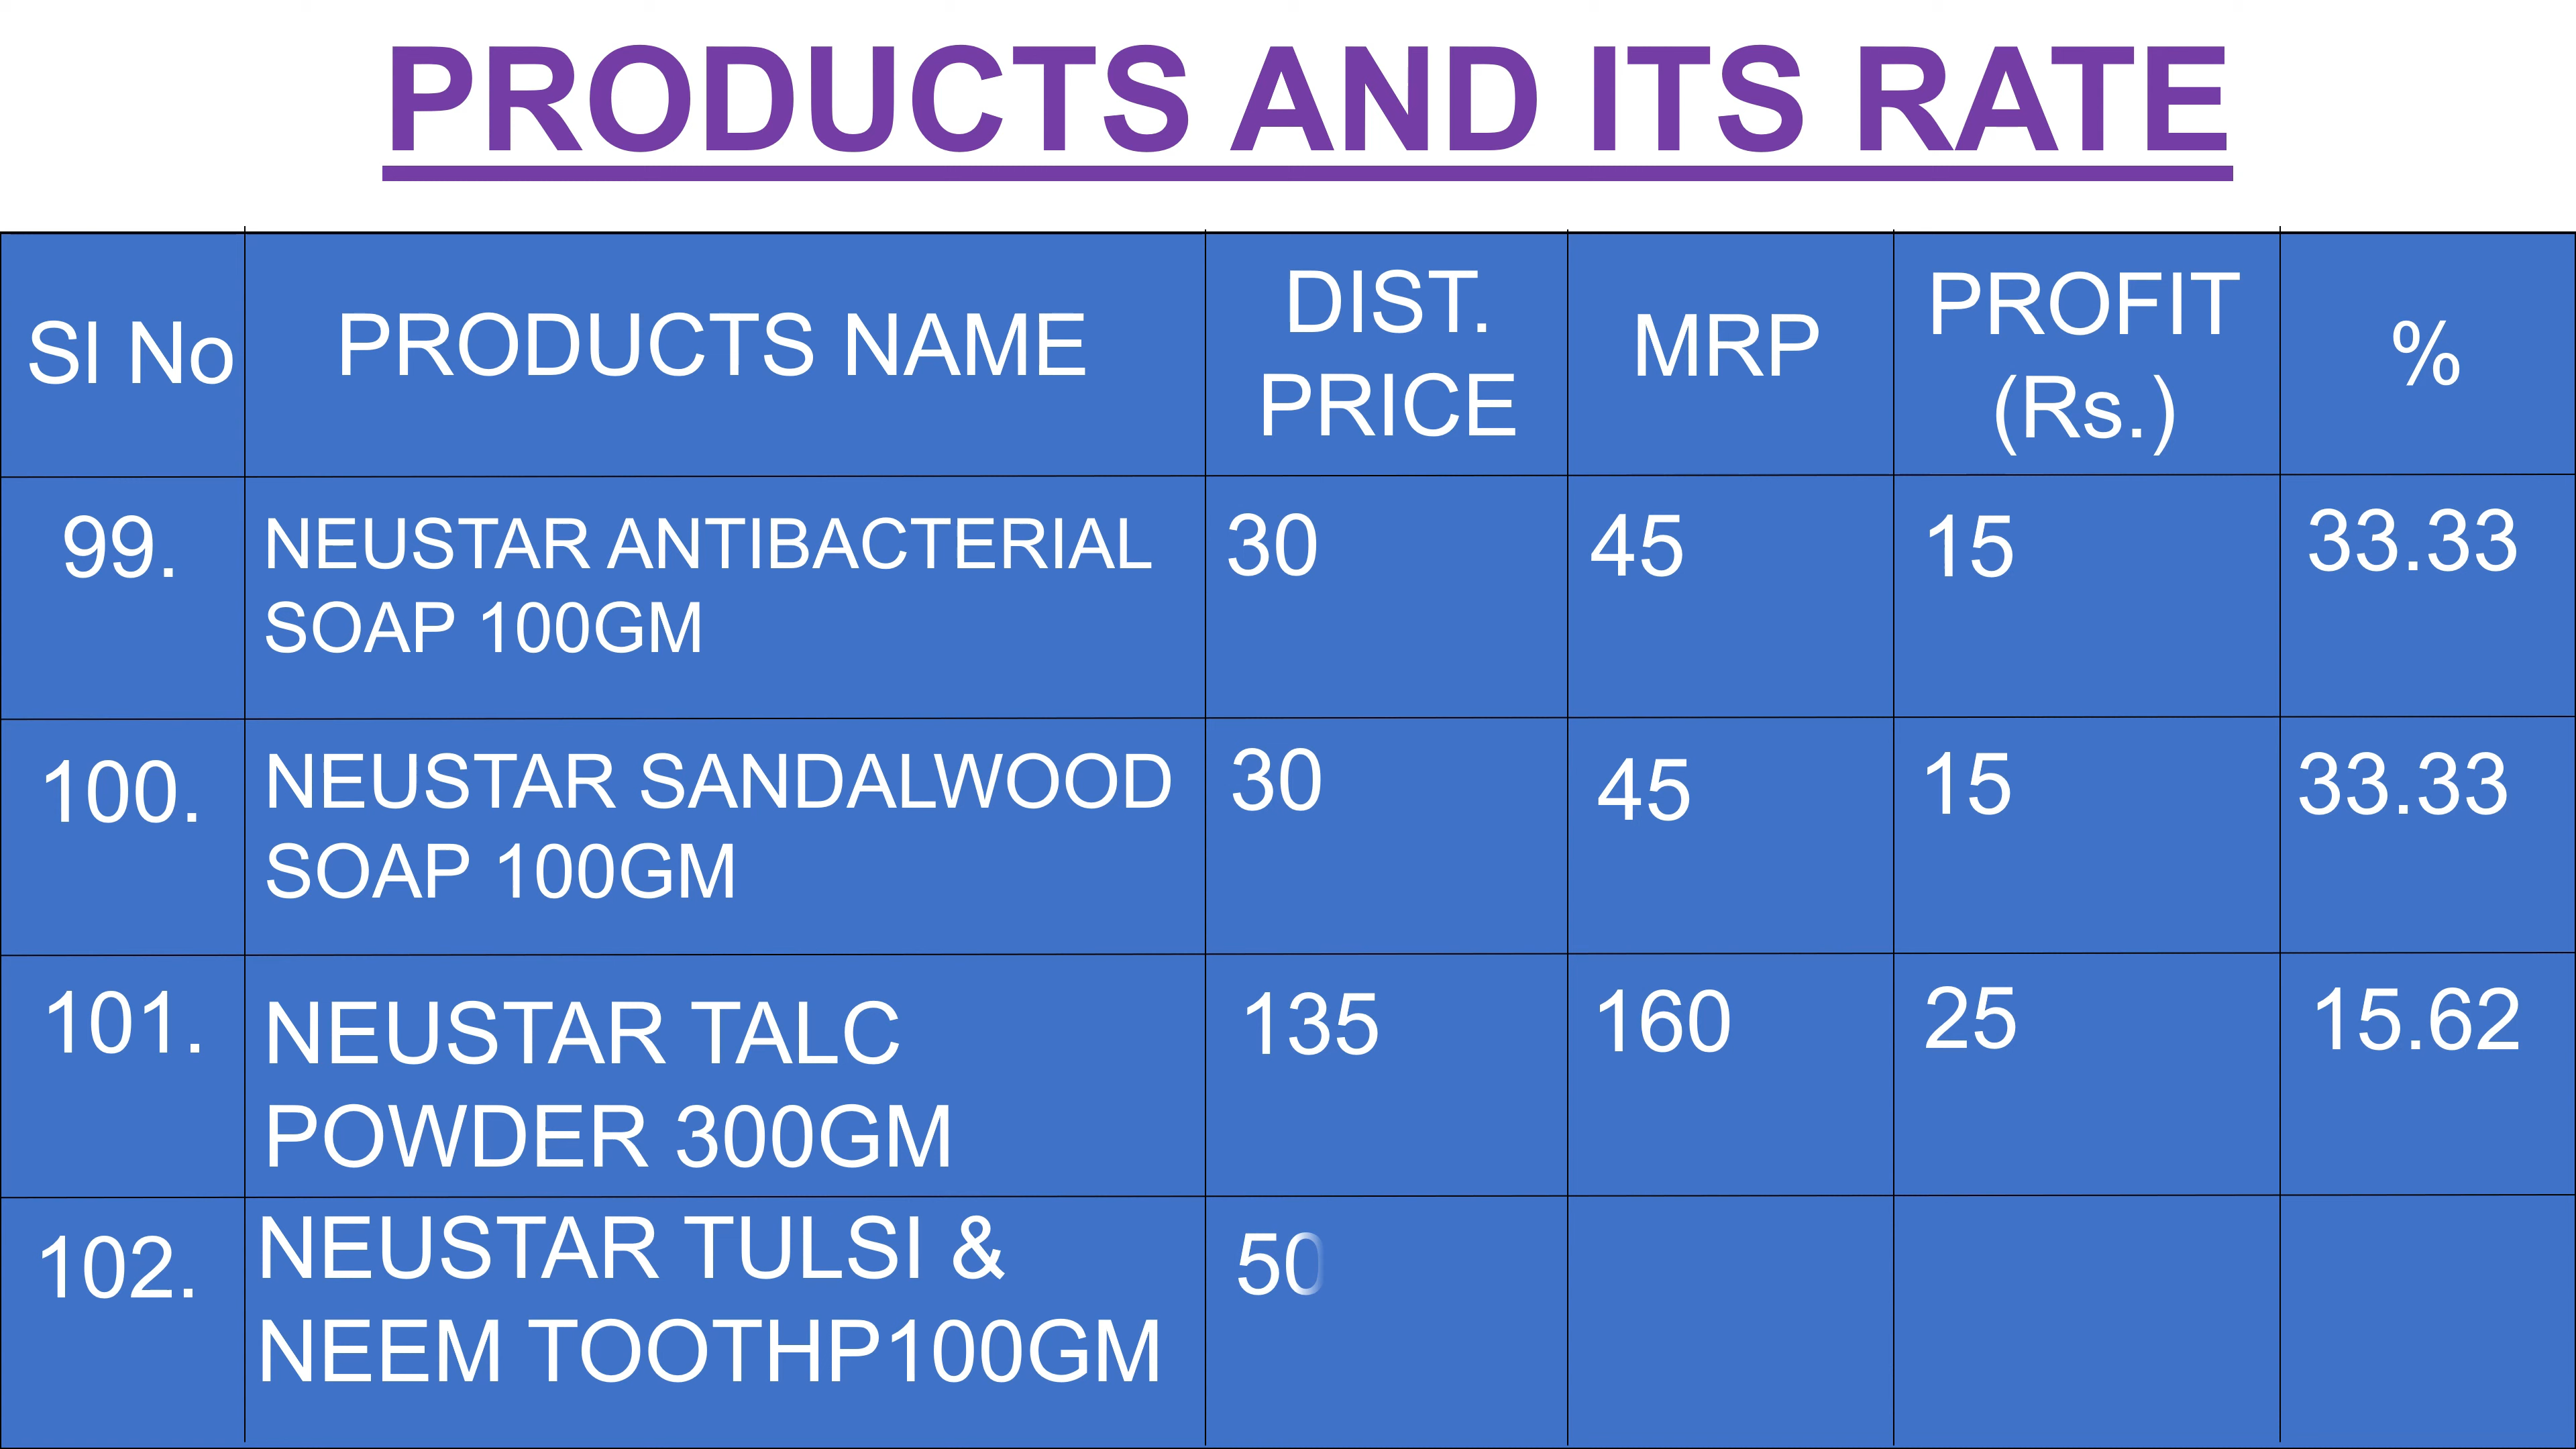 PRODUCTS AND ITS RATE
Sl No PRODUCTS NAME DIST. PRICE MRP PROFIT (Rs.) %
99. NEUSTAR ANTIBACTERIAL 30 45 15 33.33
SOAP 100GM
100. NEUSTAR SANDALWOOD 30 45 15 33.33
SOAP 100GM
101. NEUSTAR TALC 135 160 25 15.62
POWDER 300GM
102. NEUSTAR TULSI & 50
NEEM TOOTHP100GM